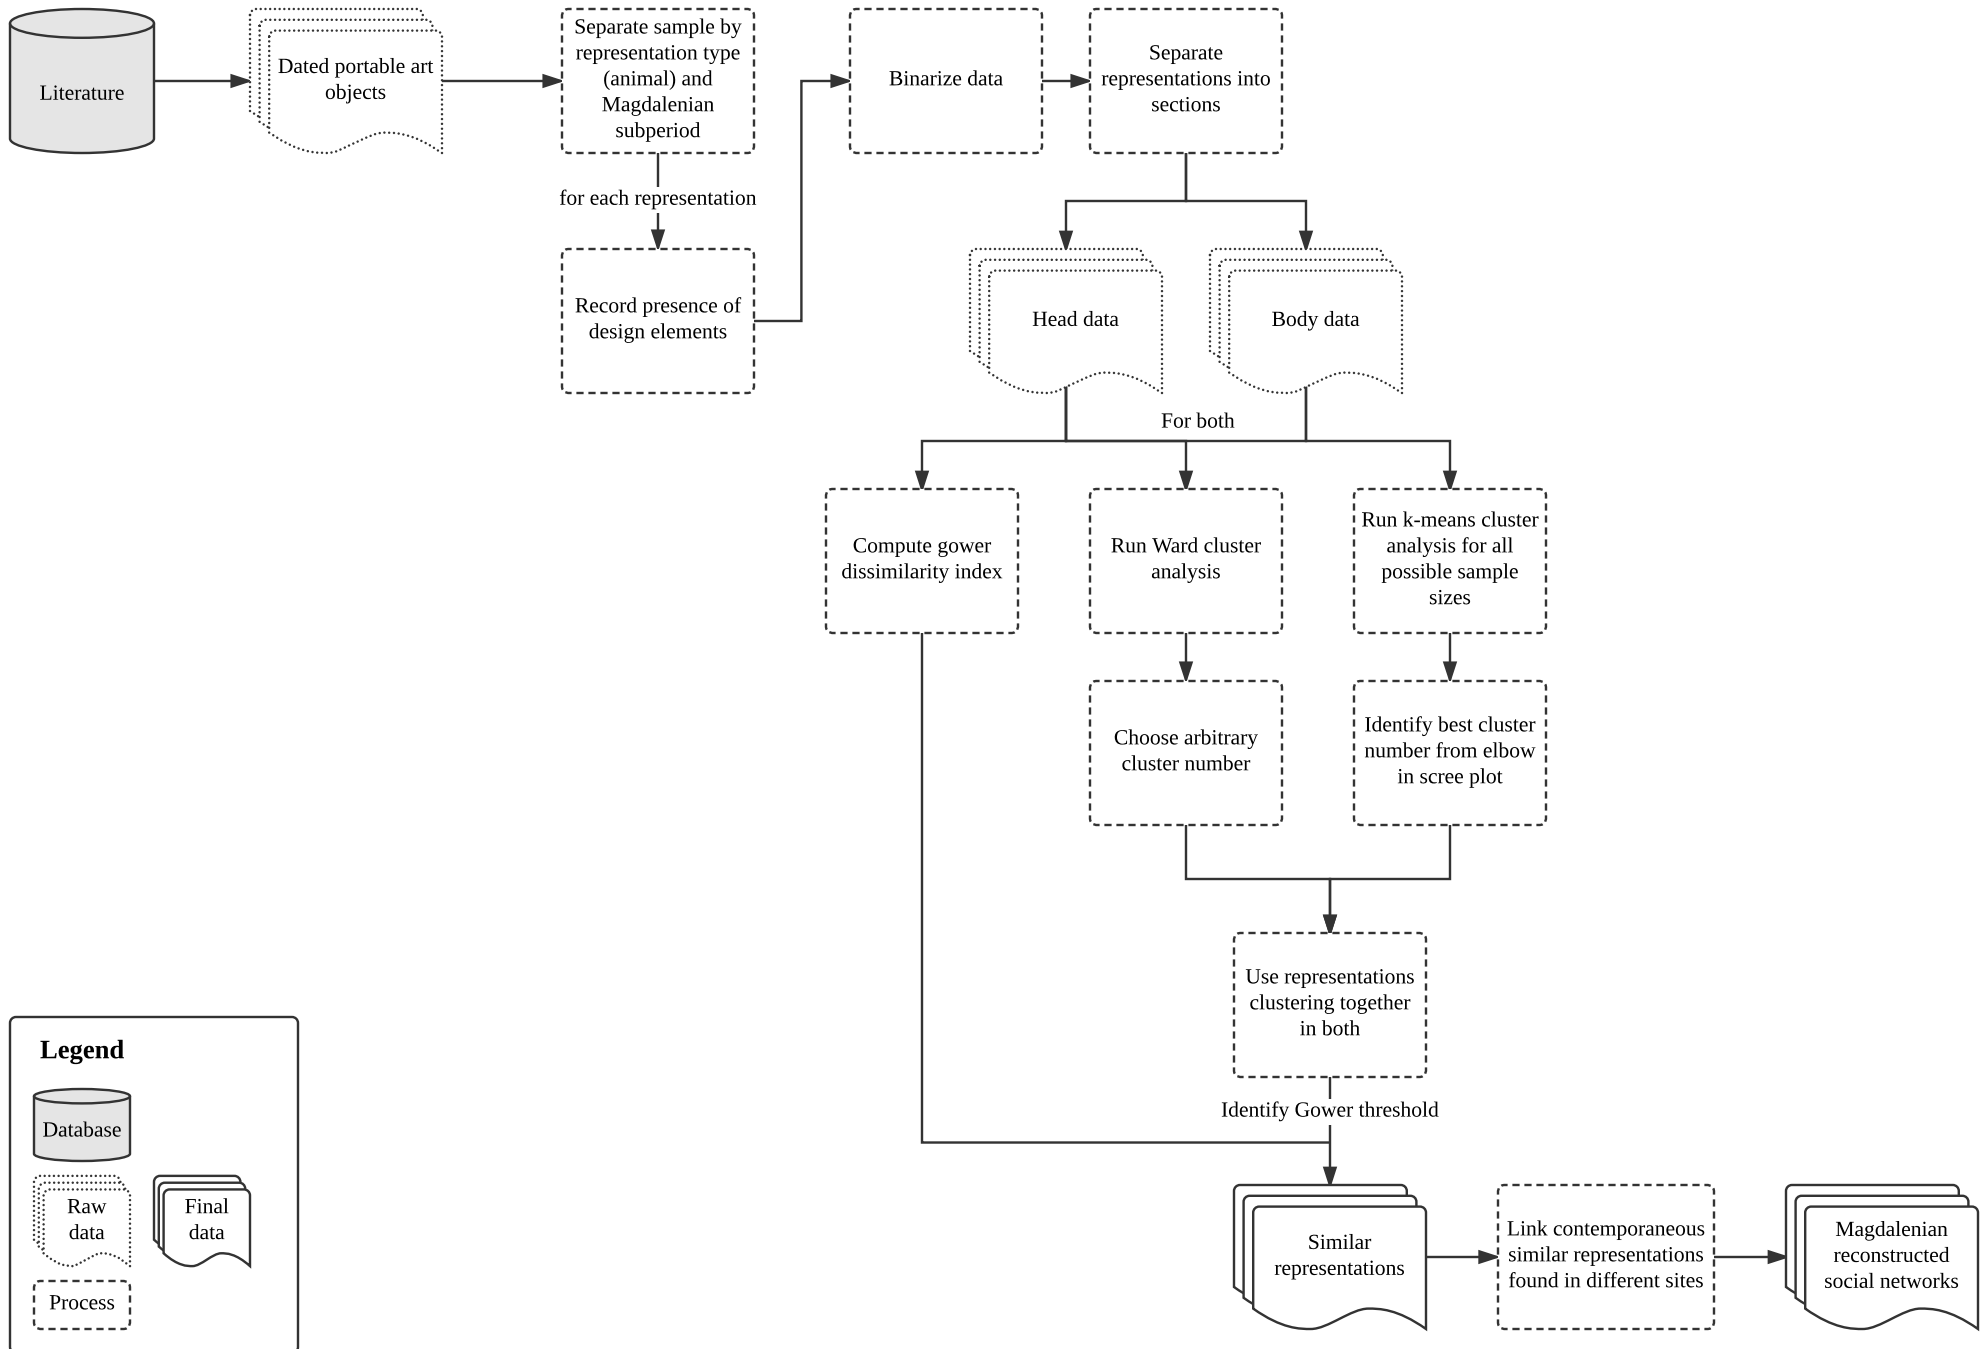 Literature
Dated portable art
objects
Separate sample by
representation type
(animal) and
Magdalenian
subperiod
for each representation
Record presence of
design elements
Binarize data
Separate
representations into
sections
Head data
Body data
For both
Compute gower
dissimilarity index
Run Ward cluster
analysis
Run k-means cluster
analysis for all
possible sample
sizes
Choose arbitrary
cluster number
Identify best cluster
number from elbow
in scree plot
Use representations
clustering together
in both
Identify Gower threshold
Similar
representations
Link contemporaneous
similar representations
found in different sites
Magdalenian
reconstructed
social networks
Legend
Database
Raw
data
Final
data
Process